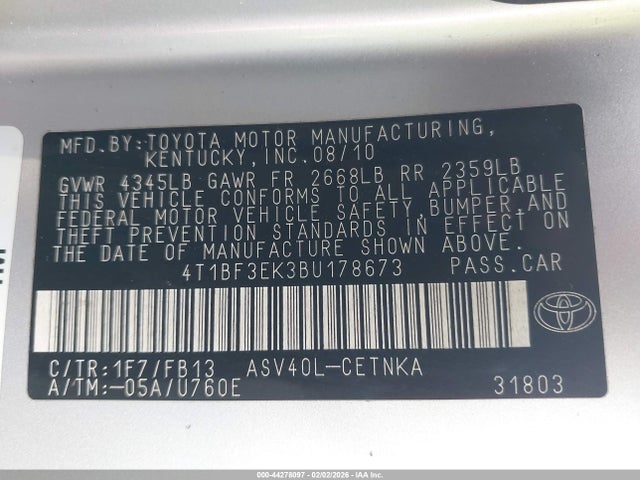 MFD.BY:TOYOTA MOTOR MANUFACTURING,
KENTUCKY, INC. 08/10
GVWR 4345LB GAWR FR 2668LB RR 2359LB
THIS VEHICLE CONFORMS TO ALL APPLICABLE
FEDERAL MOTOR VEHICLE SAFETY, BUMPER, AND
THEFT PREVENTION STANDARDS IN EFFECT ON
THE DATE OF MANUFACTURE SHOWN ABOVE.
4T1BF3EK3BU178673 PASS.CAR
C/TR:1F7/FB13 ASV40L-CETNKA
A/TM:-05A/U760E 31803
000-44278097 - 02/02/2026 - IAA Inc.